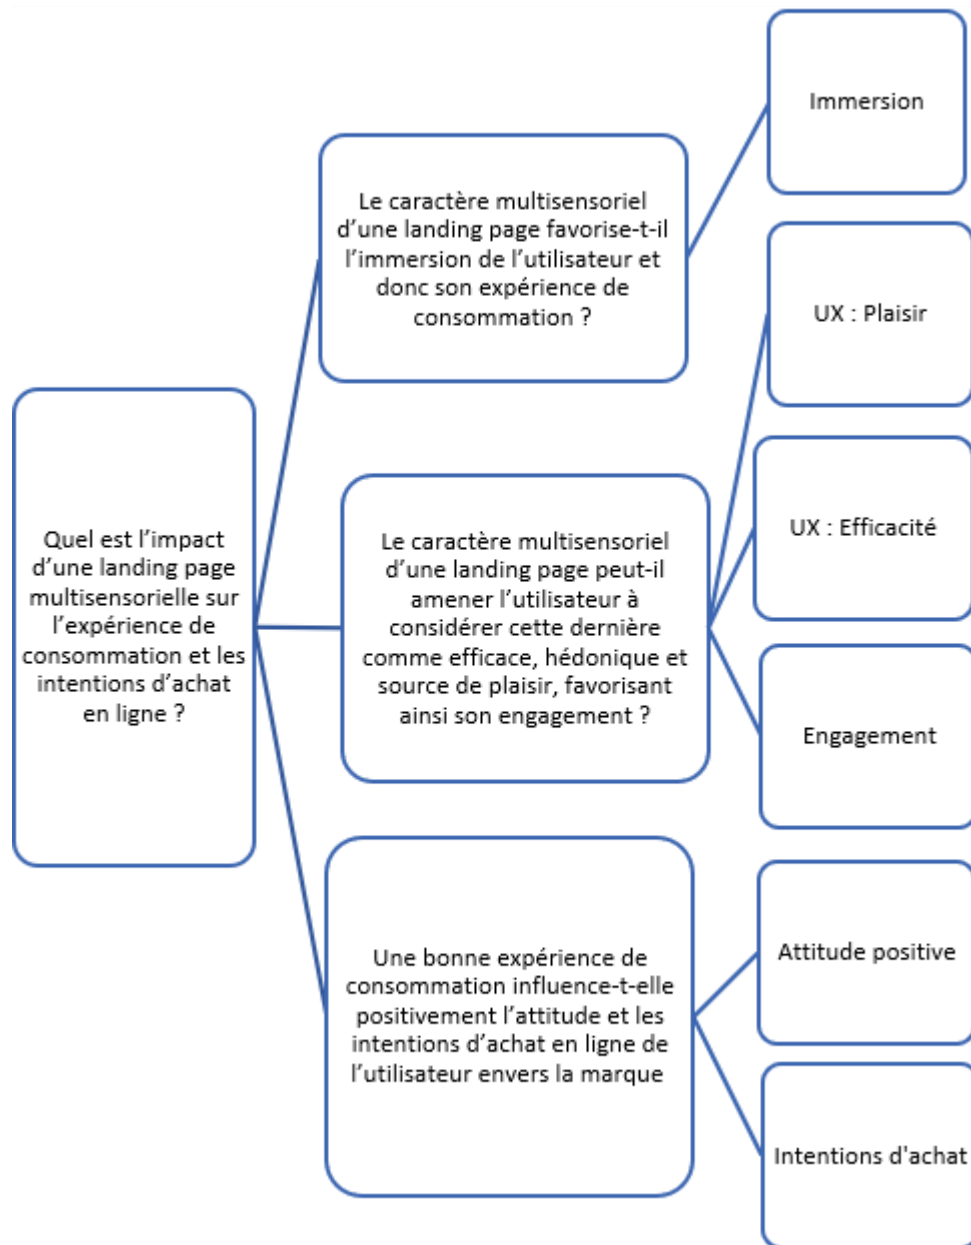 Quel est l’impact
d’une landing page
multisensorielle sur
l’expérience de
consommation et les
intentions d’achat
en ligne ?
Le caractère multisensoriel
d’une landing page favorise-t-il
l’immersion de l’utilisateur et
donc son expérience de
consommation ?
Immersion
Le caractère multisensoriel
d’une landing page peut-il
amener l’utilisateur à
considérer cette dernière
comme efficace, hédonique et
source de plaisir, favorisant
ainsi son engagement ?
UX : Plaisir
UX : Efficacité
Engagement
Une bonne expérience de
consommation influence-t-elle
positivement l’attitude et les
intentions d’achat en ligne de
l’utilisateur envers la marque
Attitude positive
Intentions d'achat